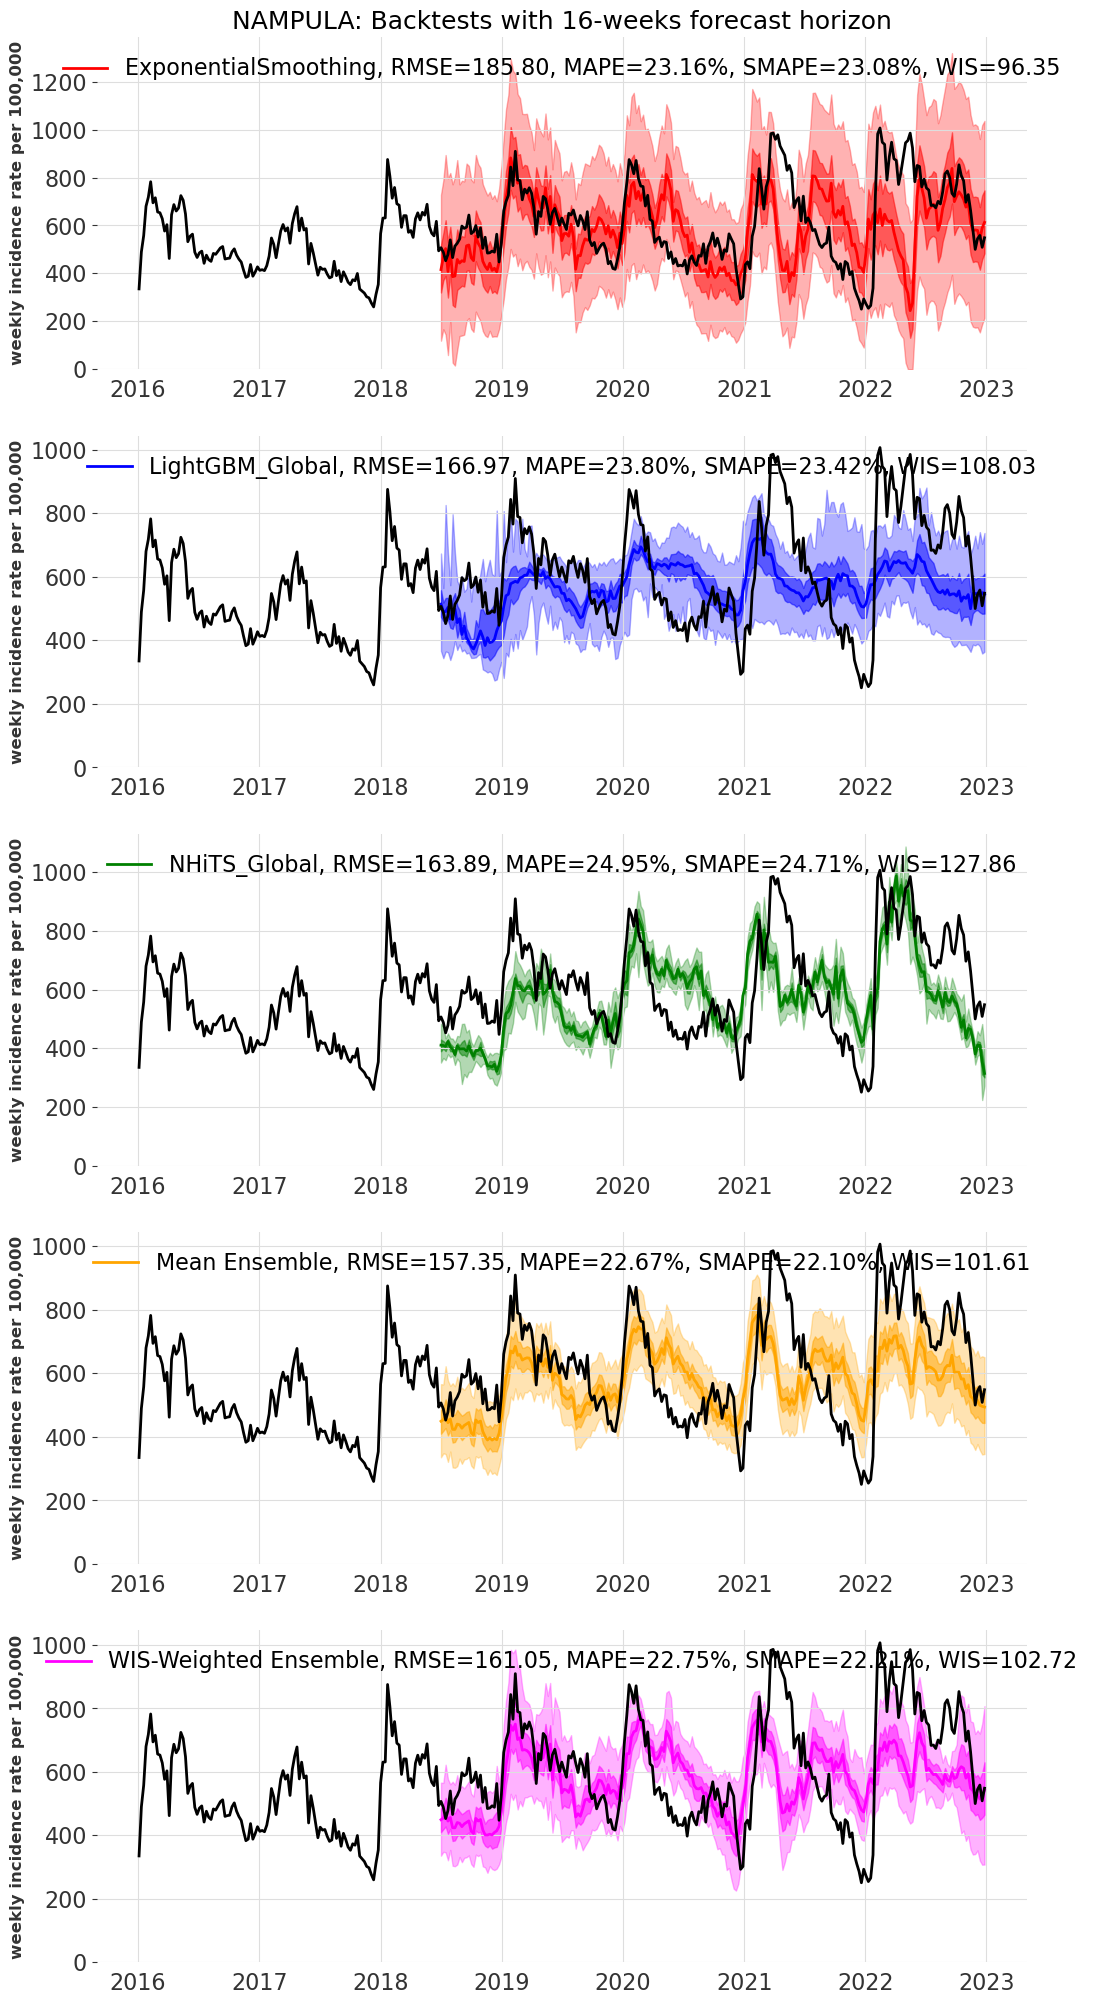 NAMPULA: Backtests with 16-weeks forecast horizon
weekly incidence rate per 100,000
ExponentialSmoothing, RMSE=185.80, MAPE=23.16%, SMAPE=23.08%, WIS=96.35
1200
1000
800
600
400
200
0
2016 2017 2018 2019 2020 2021 2022 2023
weekly incidence rate per 100,000
LightGBM_Global, RMSE=166.97, MAPE=23.80%, SMAPE=23.42%, WIS=108.03
1000
800
600
400
200
0
2016 2017 2018 2019 2020 2021 2022 2023
weekly incidence rate per 100,000
NHiTS_Global, RMSE=163.89, MAPE=24.95%, SMAPE=24.71%, WIS=127.86
1000
800
600
400
200
0
2016 2017 2018 2019 2020 2021 2022 2023
weekly incidence rate per 100,000
Mean Ensemble, RMSE=157.35, MAPE=22.67%, SMAPE=22.10%, WIS=101.61
1000
800
600
400
200
0
2016 2017 2018 2019 2020 2021 2022 2023
weekly incidence rate per 100,000
WIS-Weighted Ensemble, RMSE=161.05, MAPE=22.75%, SMAPE=22.21%, WIS=102.72
1000
800
600
400
200
0
2016 2017 2018 2019 2020 2021 2022 2023